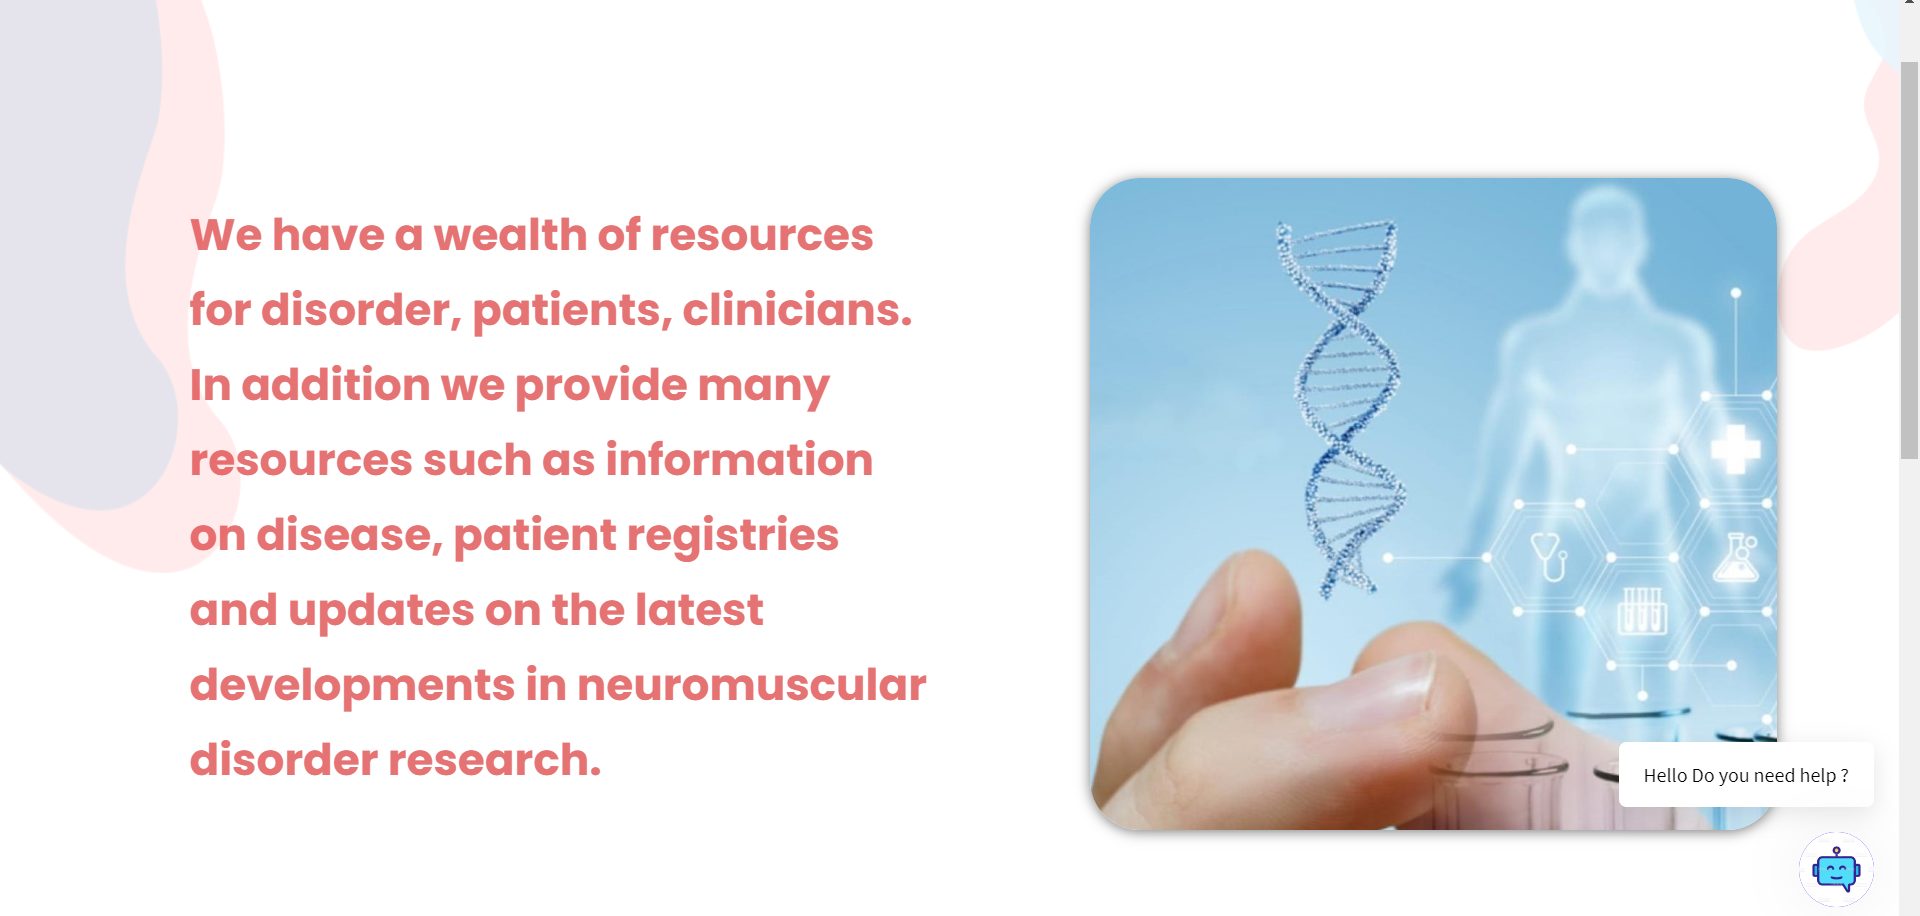 We have a wealth of resources
for disorder, patients, clinicians.
In addition we provide many
resources such as information
on disease, patient registries
and updates on the latest
developments in neuromuscular
disorder research.
Hello Do you need help ?